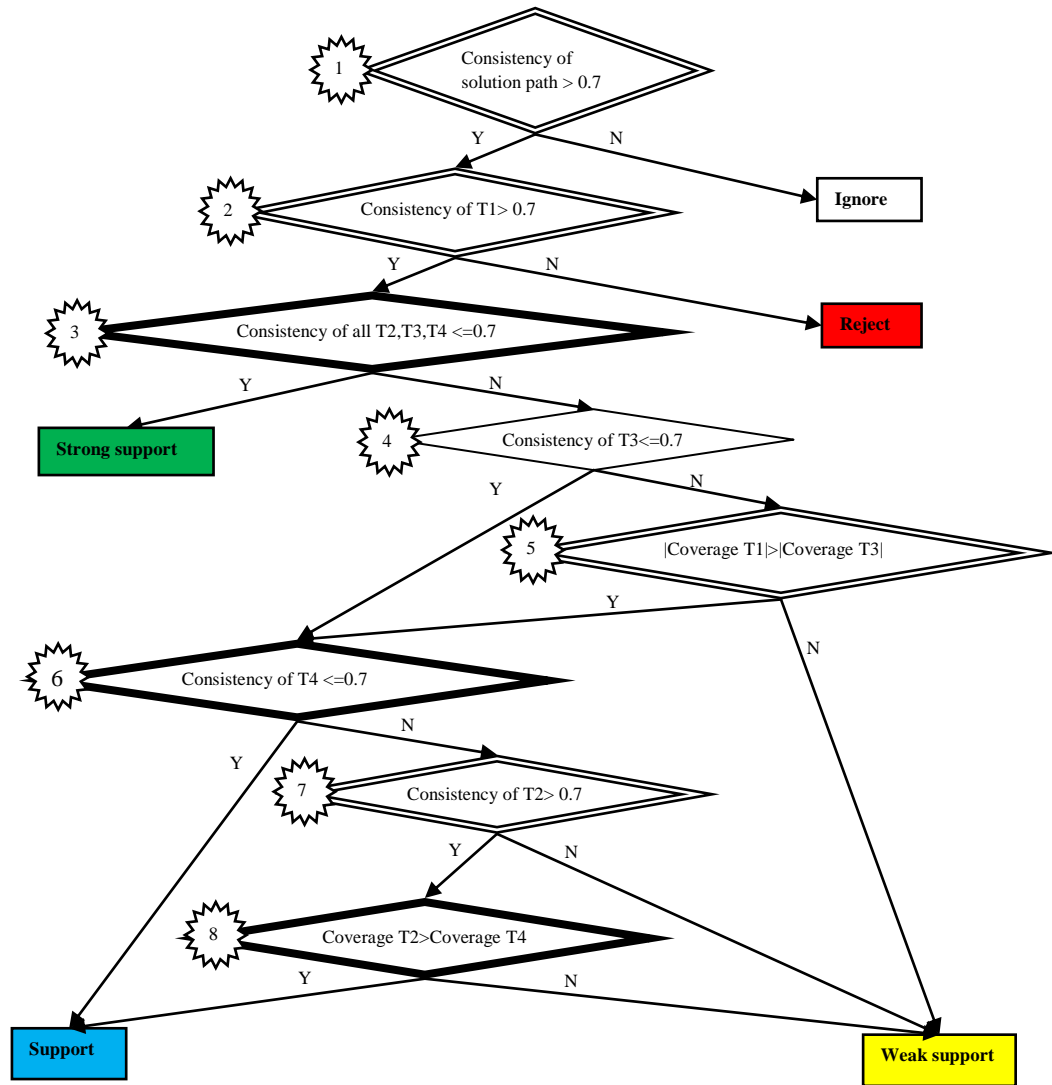 1
Consistency of
solution path > 0.7
Y
N
2
Consistency of T1> 0.7
Ignore
Y
N
3
Consistency of all T2,T3,T4 <=0.7
Reject
Y
N
Strong support
4
Consistency of T3<=0.7
Y
N
5
|Coverage T1|>|Coverage T3|
Y
N
6
Consistency of T4 <=0.7
Y
N
7
Consistency of T2> 0.7
Y
N
8
Coverage T2>Coverage T4
Y
N
Support
Weak support